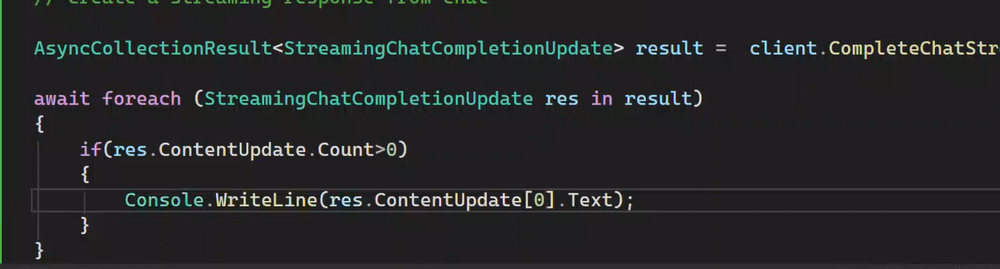 // Create a streaming response from chat
AsyncCollectionResult<StreamingChatCompletionUpdate> result = client.CompleteChatStr
await foreach (StreamingChatCompletionUpdate res in result)
{
if(res.ContentUpdate.Count>0)
{
Console.WriteLine(res.ContentUpdate[0].Text);
}
}